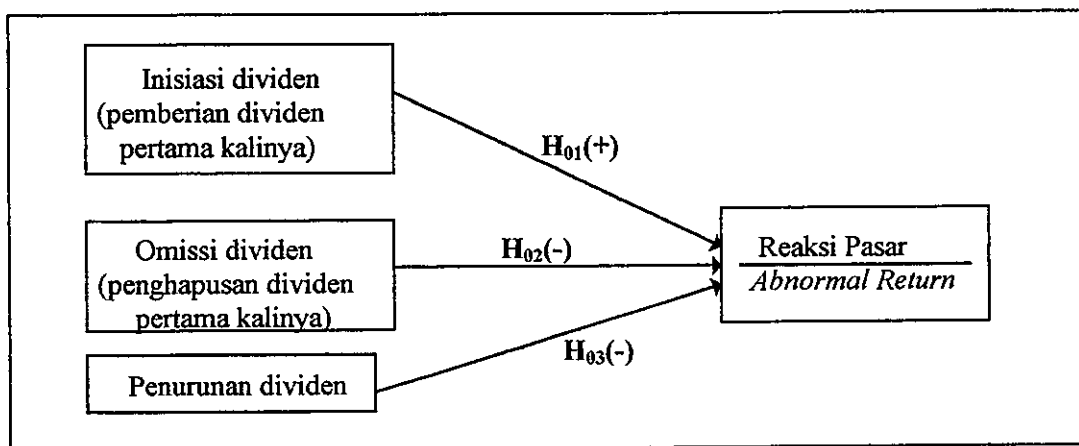 Inisiasi dividen
(pemberian dividen
pertama kalinya)
H01(+)
Omissi dividen
(penghapusan dividen
pertama kalinya)
H02(-)
Reaksi Pasar
Abnormal Return
H03(-)
Penurunan dividen